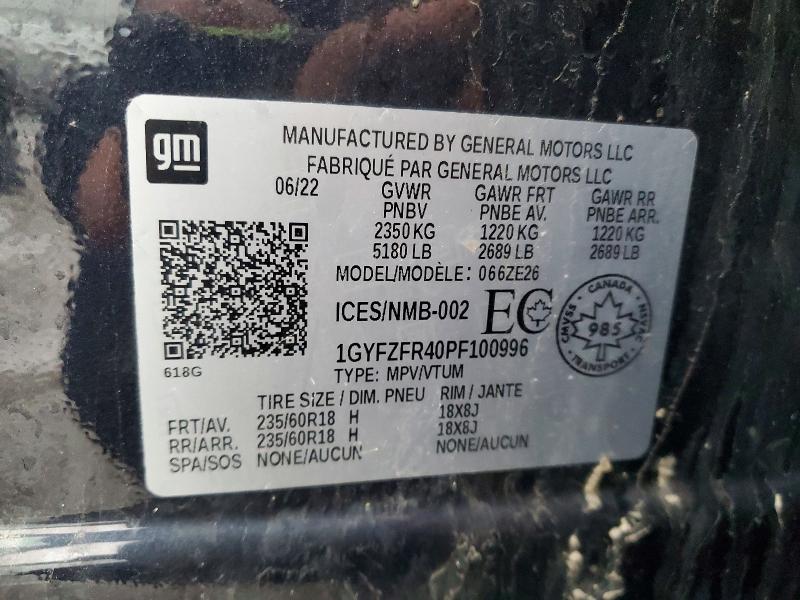 gm
MANUFACTURED BY GENERAL MOTORS LLC
FABRIQUÉ PAR GENERAL MOTORS LLC
06/22 GVWR GAWR FRT GAWR RR
PNBV PNBE AV. PNBE ARR.
2350 KG 1220 KG 1220 KG
5180 LB 2689 LB 2689 LB
MODEL/MODÈLE: 066ZE26
ICES/NMB-002 EC
CANADA
CMVSS 985 NSVAC
TRANSPORT
1GYFZFR40PF100996
618G
TYPE: MPV/VTUM
TIRE SIZE / DIM. PNEU RIM / JANTE
FRT/AV. 235/60R18 H 18X8J
RR/ARR. 235/60R18 H 18X8J
SPA/SOS NONE/AUCUN NONE/AUCUN